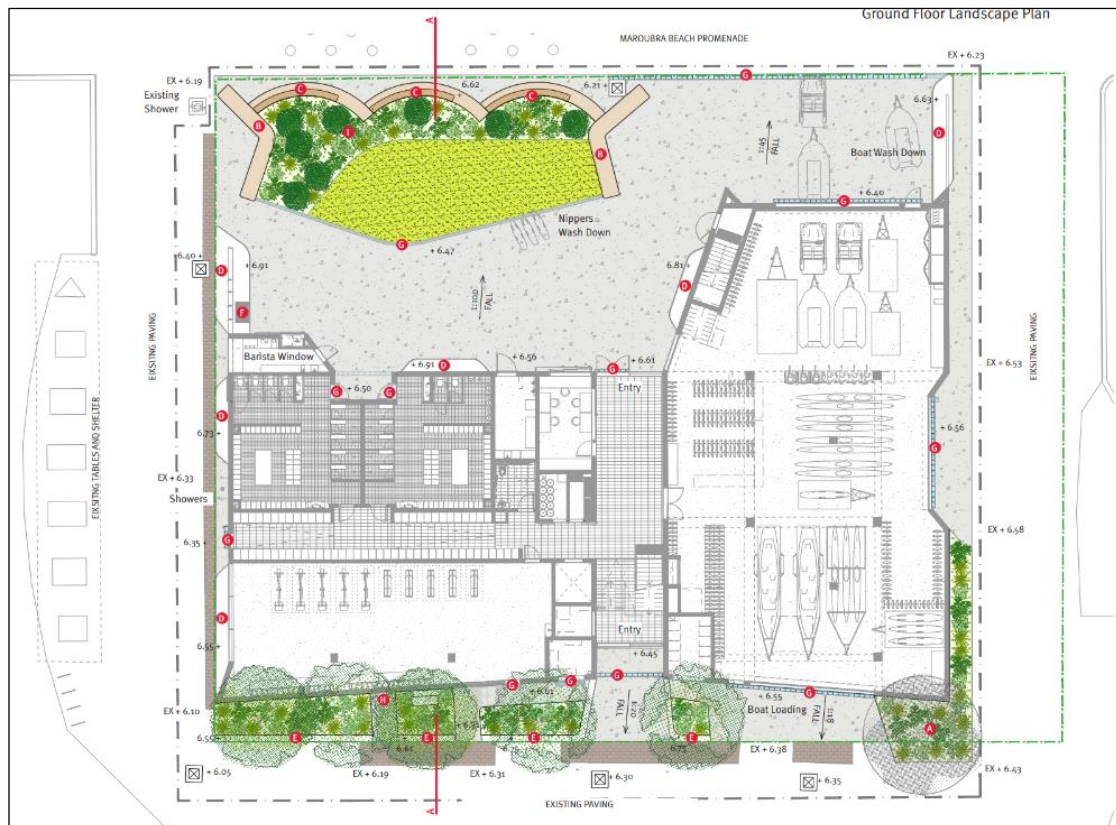 Ground Floor Landscape Plan
A
MAROUBRA BEACH PROMENADE
EX + 6.23
EX + 6.19
6.62
6.21 +
G
Existing
Shower
C
C
C
6.63 +
B
I
D
1:45
FALL
Boat Wash Down
B
G
+ 6.40
Nippers
Wash Down
G
+ 6.47
6.40 +
D
+ 6.91
6.81 +
D
1:100
FALL
F
EXISITNG PAVING
EXISITNG PAVING
Barista Window
+ 6.91
D
+ 6.56
G
+ 6.61
EX + 6.53
Entry
G
+ 6.50
G
D
6.73
+ 6.56
G
EX + 6.33
Showers
EXISITNG TABLES AND SHELTER
EX + 6.58
G
6.35 +
D
Entry
6.55
+ 6.45
G
G
G
+ 6.61
H
G
+ 6.55
Boat Loading
1:20
FALL
1:18
FALL
A
EX + 6.10
6.55
E
E
E
E
6.61
6.75
EX + 6.38
EX + 6.19
EX + 6.31
EX + 6.43
+ 6.05
+ 6.30
+ 6.35
EXISTING PAVING
A